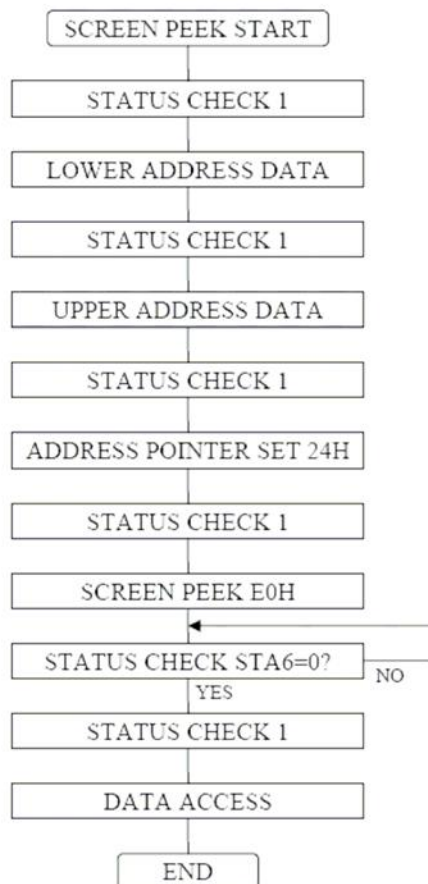 SCREEN PEEK START
STATUS CHECK 1
LOWER ADDRESS DATA
STATUS CHECK 1
UPPER ADDRESS DATA
STATUS CHECK 1
ADDRESS POINTER SET 24H
STATUS CHECK 1
SCREEN PEEK E0H
STATUS CHECK STA6=0?
NO
YES
STATUS CHECK 1
DATA ACCESS
END